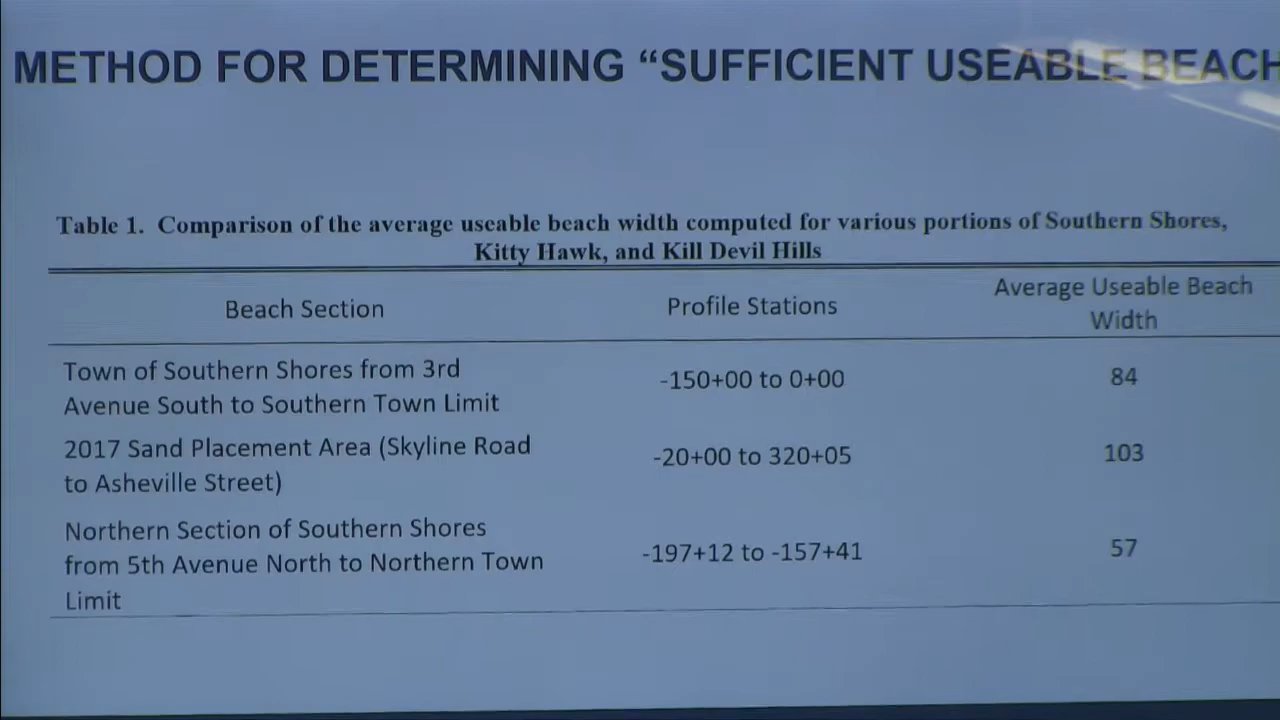 METHOD FOR DETERMINING “SUFFICIENT USEABLE BEACH
Table 1. Comparison of the average useable beach width computed for various portions of Southern Shores,
Kitty Hawk, and Kill Devil Hills
Beach Section
Profile Stations
Average Useable Beach
Width
Town of Southern Shores from 3rd
Avenue South to Southern Town Limit
-150+00 to 0+00
84
2017 Sand Placement Area (Skyline Road
to Asheville Street)
-20+00 to 320+05
103
Northern Section of Southern Shores
from 5th Avenue North to Northern Town
Limit
-197+12 to -157+41
57